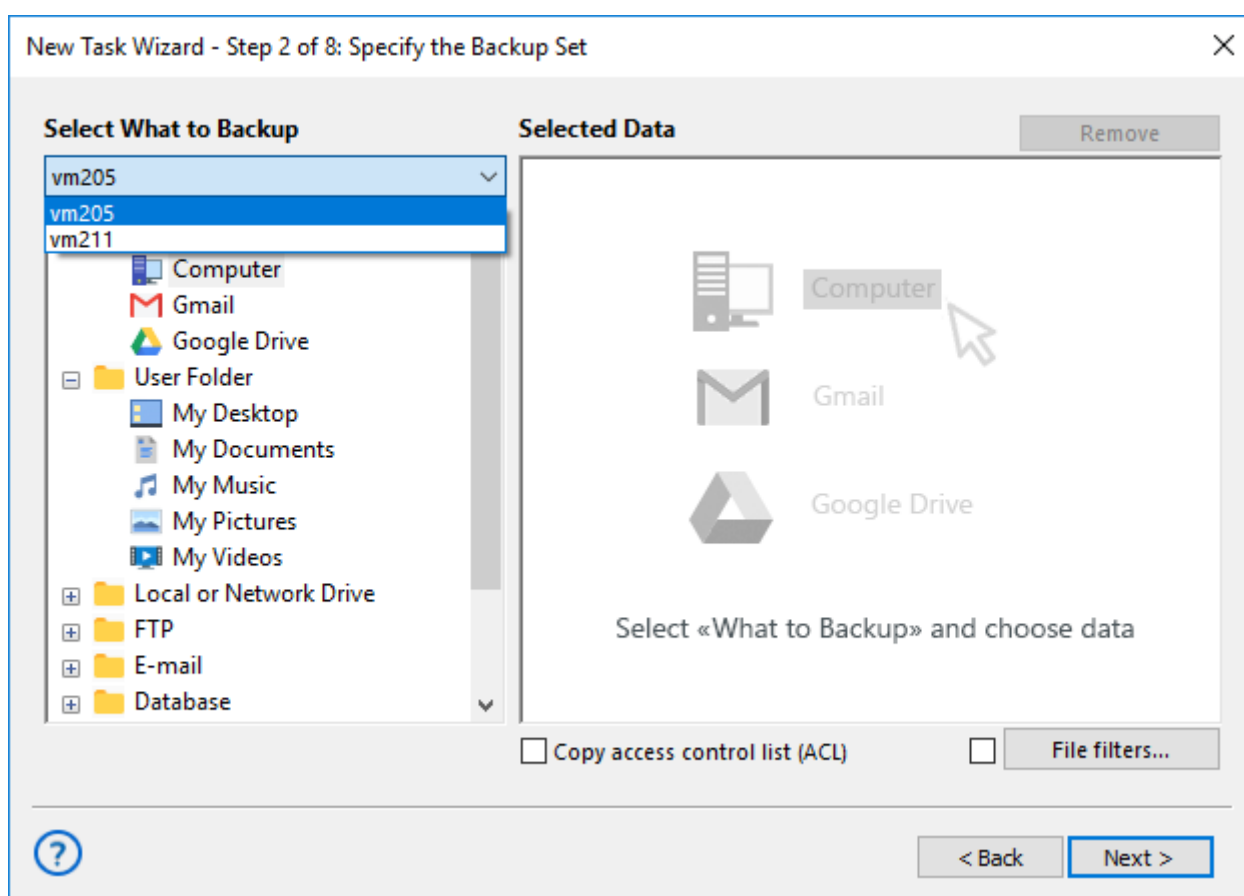 New Task Wizard - Step 2 of 8: Specify the Backup Set
Select What to Backup
Selected Data
Remove
vm205
vm205
vm211
Computer
Gmail
Google Drive
User Folder
My Desktop
My Documents
My Music
My Pictures
My Videos
Local or Network Drive
FTP
E-mail
Database
Computer
Gmail
Google Drive
Select «What to Backup» and choose data
Copy access control list (ACL)
File filters...
?
< Back
Next >